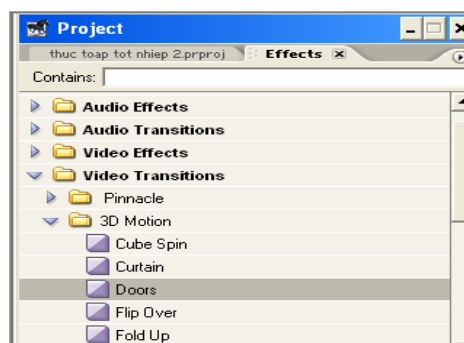 Project
thuc toap tot nhiep 2.prproj Effects
Contains:
Audio Effects
Audio Transitions
Video Effects
Video Transitions
Pinnacle
3D Motion
Cube Spin
Curtain
Doors
Flip Over
Fold Up